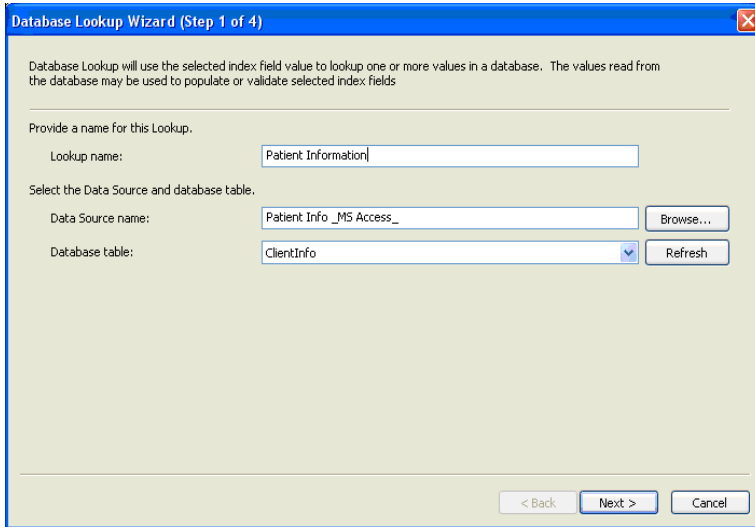 Database Lookup Wizard (Step 1 of 4)
Database Lookup will use the selected index field value to lookup one or more values in a database. The values read from
the database may be used to populate or validate selected index fields
Provide a name for this Lookup.
Lookup name: Patient Information
Select the Data Source and database table.
Data Source name: Patient Info _MS Access_ Browse...
Database table: ClientInfo Refresh
< Back Next > Cancel